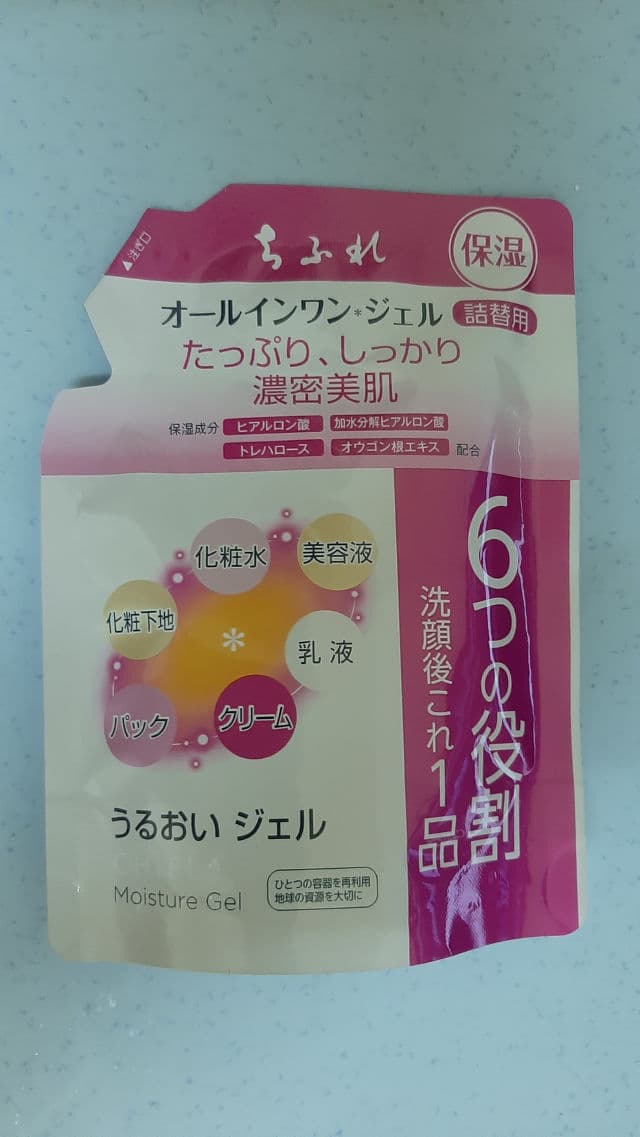 ▲注ぎ口
ちふれ
保湿
オールインワン*ジェル
詰替用
たっぷり、しっかり
濃密美肌
保湿成分 ヒアルロン酸 加水分解ヒアルロン酸
トレハロース オウゴン根エキス 配合
6つの役割
洗顔後これ1品
化粧水
美容液
化粧下地
*
乳液
パック
クリーム
うるおい ジェル
Moisture Gel
ひとつの容器を再利用
地球の資源を大切に